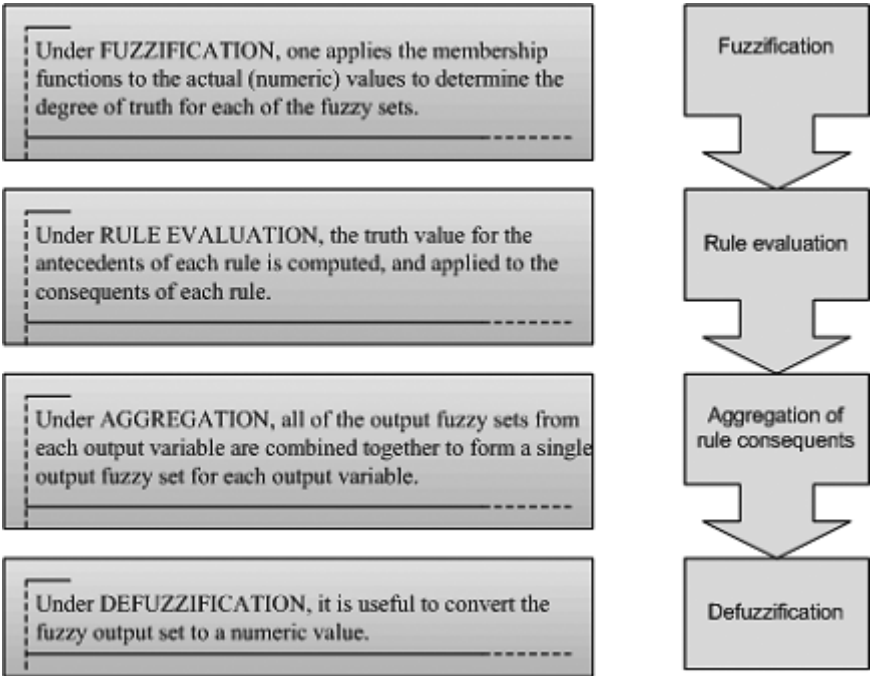 Under FUZZIFICATION, one applies the membership
functions to the actual (numeric) values to determine the
degree of truth for each of the fuzzy sets.
Fuzzification
Under RULE EVALUATION, the truth value for the
antecedents of each rule is computed, and applied to the
consequents of each rule.
Rule evaluation
Under AGGREGATION, all of the output fuzzy sets from
each output variable are combined together to form a single
output fuzzy set for each output variable.
Aggregation of
rule consequents
Under DEFUZZIFICATION, it is useful to convert the
fuzzy output set to a numeric value.
Defuzzification